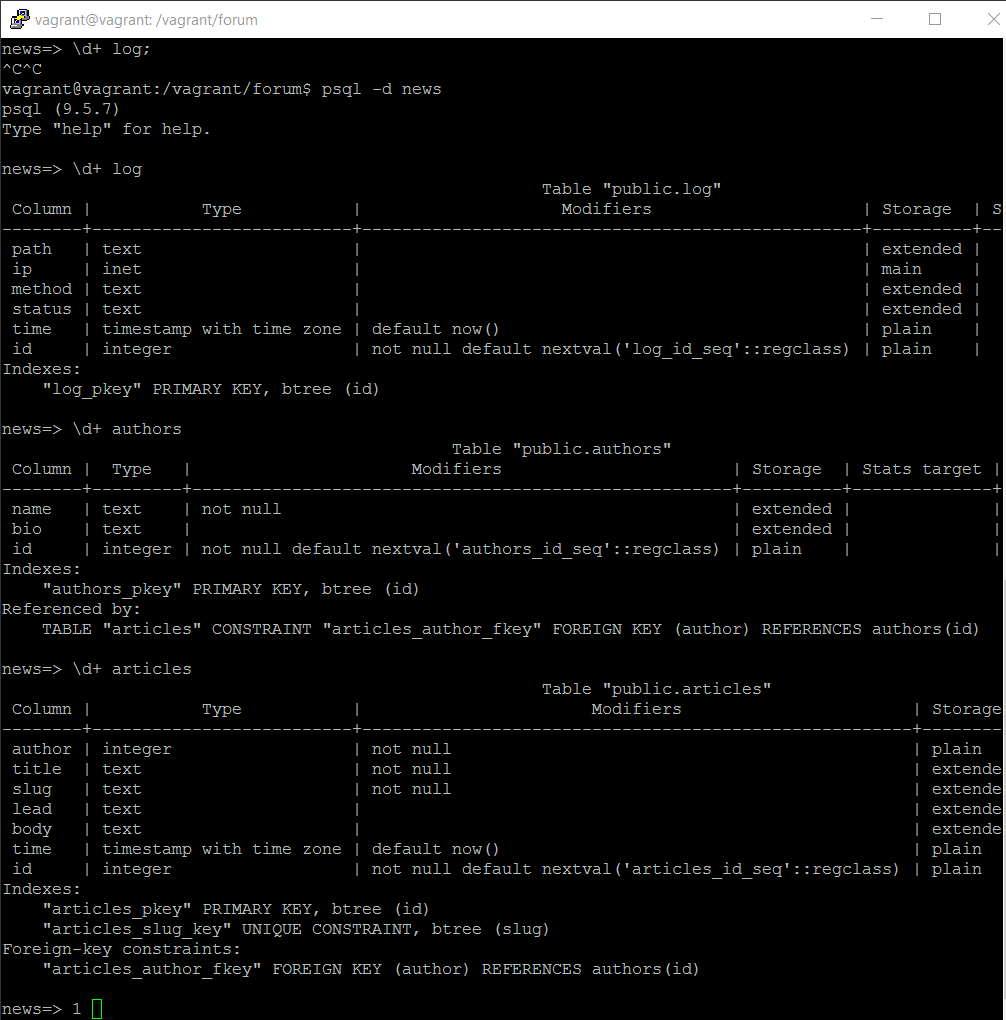 vagrant@vagrant: /vagrant/forum
news=> \d+ log;
^C^C
vagrant@vagrant:/vagrant/forum$ psql -d news
psql (9.5.7)
Type "help" for help.

news=> \d+ log
                                                      Table "public.log"
 Column |           Type           |                    Modifiers                     | Storage  | S
--------+--------------------------+--------------------------------------------------+----------+--
 path   | text                     |                                                  | extended |
 ip     | inet                     |                                                  | main     |
 method | text                     |                                                  | extended |
 status | text                     |                                                  | extended |
 time   | timestamp with time zone | default now()                                    | plain    |
 id     | integer                  | not null default nextval('log_id_seq'::regclass) | plain    |
Indexes:
    "log_pkey" PRIMARY KEY, btree (id)

news=> \d+ authors
                                             Table "public.authors"
 Column |  Type   |                      Modifiers                       | Storage  | Stats target |
--------+---------+------------------------------------------------------+----------+--------------+
 name   | text    | not null                                             | extended |              |
 bio    | text    |                                                      | extended |              |
 id     | integer | not null default nextval('authors_id_seq'::regclass) | plain    |              |
Indexes:
    "authors_pkey" PRIMARY KEY, btree (id)
Referenced by:
    TABLE "articles" CONSTRAINT "articles_author_fkey" FOREIGN KEY (author) REFERENCES authors(id)

news=> \d+ articles
                                                      Table "public.articles"
 Column |           Type           |                       Modifiers                       | Storage
--------+--------------------------+-------------------------------------------------------+--------
 author | integer                  | not null                                              | plain
 title  | text                     | not null                                              | extende
 slug   | text                     | not null                                              | extende
 lead   | text                     |                                                       | extende
 body   | text                     |                                                       | extende
 time   | timestamp with time zone | default now()                                         | plain
 id     | integer                  | not null default nextval('articles_id_seq'::regclass) | plain
Indexes:
    "articles_pkey" PRIMARY KEY, btree (id)
    "articles_slug_key" UNIQUE CONSTRAINT, btree (slug)
Foreign-key constraints:
    "articles_author_fkey" FOREIGN KEY (author) REFERENCES authors(id)

news=> 1